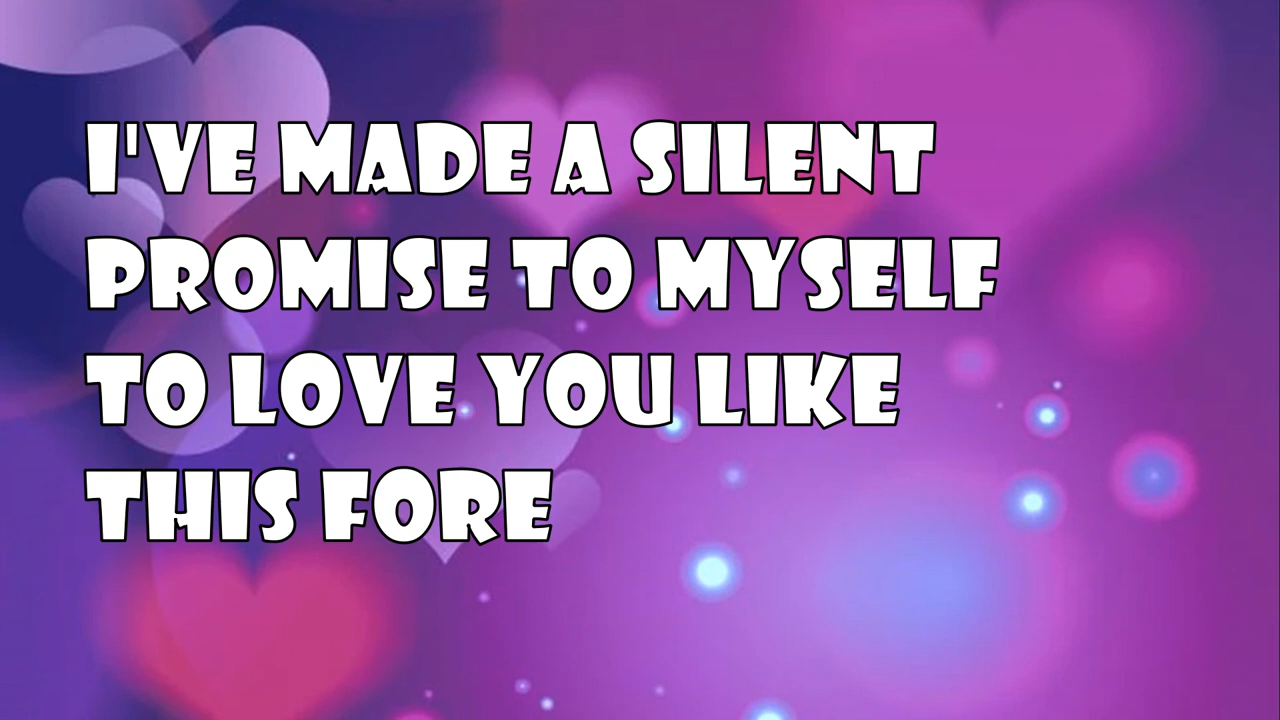 I'VE MADE A SILENT
PROMISE TO MYSELF
TO LOVE YOU LIKE
THIS FORE